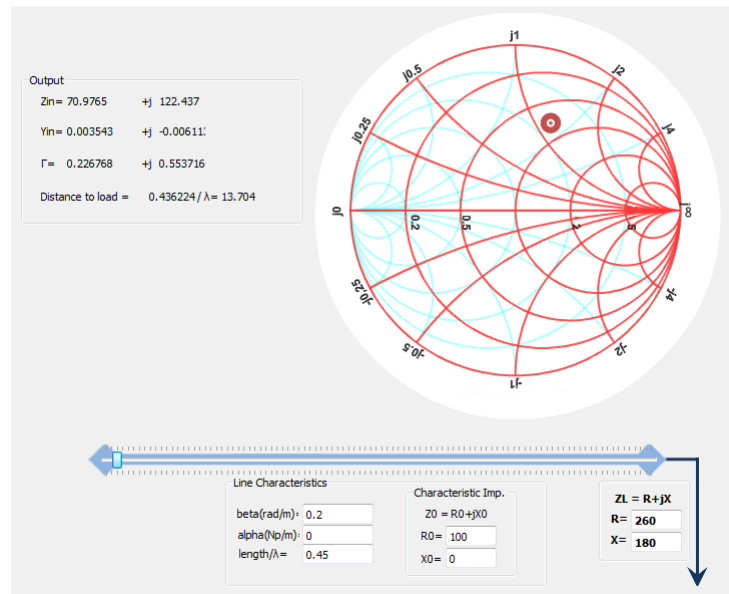 Output
Zin= 70.9765 +j 122.437
Yin= 0.003543 +j -0.00611
Γ= 0.226768 +j 0.553716
Distance to load = 0.436224/λ= 13.704
j1
j0.5
j2
j0.25
j4
j0
0.2
0,5
2
5
j∞
-j0,25
-j4
-j0.5
-j2
-j1
Line Characteristics
beta(rad/m)= 0.2
alpha(Np/m)= 0
length/λ= 0.45
Characteristic Imp.
Z0 = R0+jX0
R0= 100
X0= 0
ZL = R+jX
R= 260
X= 180